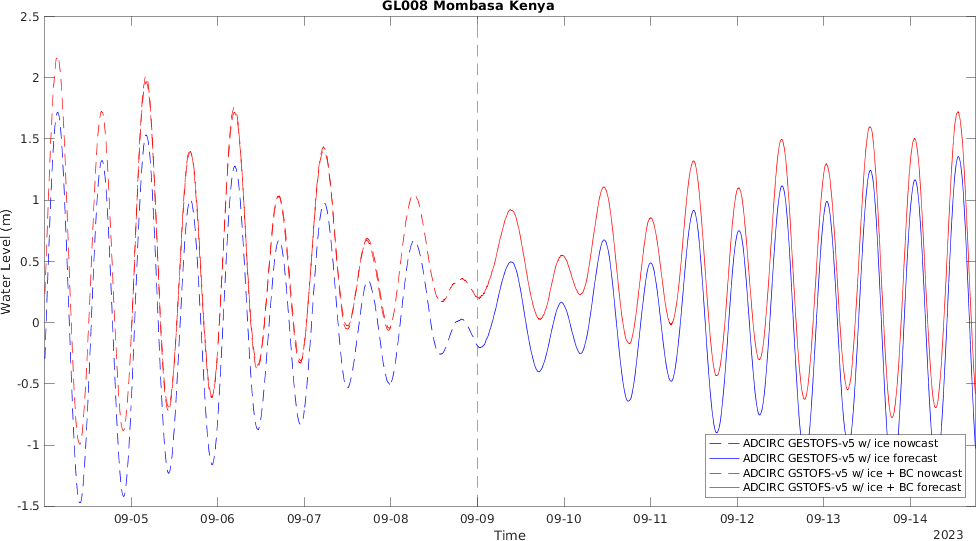 GL008 Mombasa Kenya
2.5
2
1.5
1
0.5
0
-0.5
-1
-1.5
Water Level (m)
09-05 09-06 09-07 09-08 09-09 09-10 09-11 09-12 09-13 09-14
Time
2023
ADCIRC GESTOFS-v5 w/ ice nowcast
ADCIRC GESTOFS-v5 w/ ice forecast
ADCIRC GSTOFS-v5 w/ ice + BC nowcast
ADCIRC GSTOFS-v5 w/ ice + BC forecast